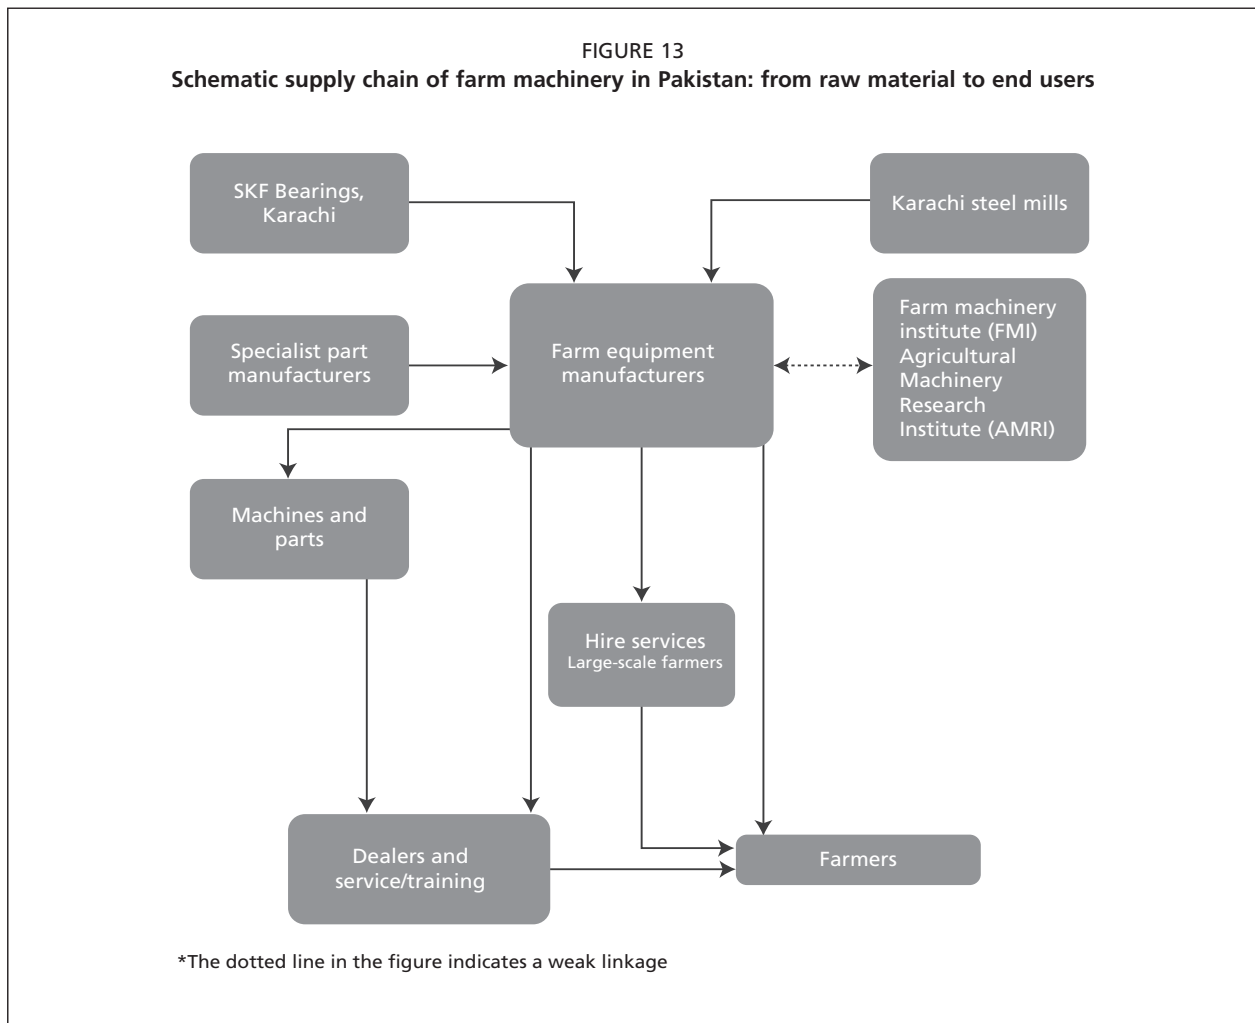 FIGURE 13
Schematic supply chain of farm machinery in Pakistan: from raw material to end users
SKF Bearings,
Karachi
Karachi steel mills
Specialist part
manufacturers
Farm equipment
manufacturers
Farm machinery
institute (FMI)
Agricultural
Machinery
Research
Institute (AMRI)
Machines and
parts
Hire services
Large-scale farmers
Dealers and
service/training
Farmers
*The dotted line in the figure indicates a weak linkage